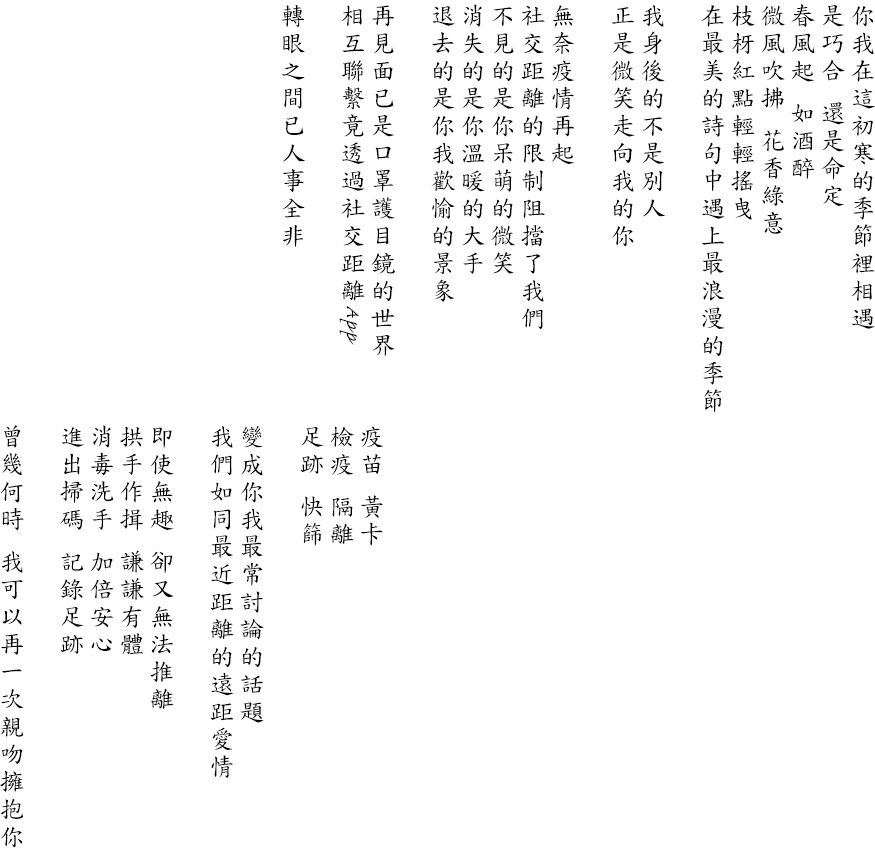 你我在這初寒的季節裡相遇
是巧合 還是命定
春風起 如酒醉
微風吹拂 花香綠意
枝枒紅點輕輕搖曳
在最美的詩句中遇上最浪漫的季節
我身後的不是別人
正是微笑走向我的你
無奈疫情再起
社交距離的限制阻擋了我們
不見的是你呆萌的微笑
消失的是你溫暖的大手
退去的是你我歡愉的景象
再見面已是口罩護目鏡的世界
相互聯繫竟透過社交距離App
轉眼之間已人事全非
疫苗 黃卡
檢疫 隔離
足跡 快篩
變成你我最常討論的話題
我們如同最近距離的遠距愛情
即使無趣 卻又無法推離
拱手作揖 謙謙有體
消毒洗手 加倍安心
進出掃碼 記錄足跡
曾幾何時 我可以再一次親吻擁抱你